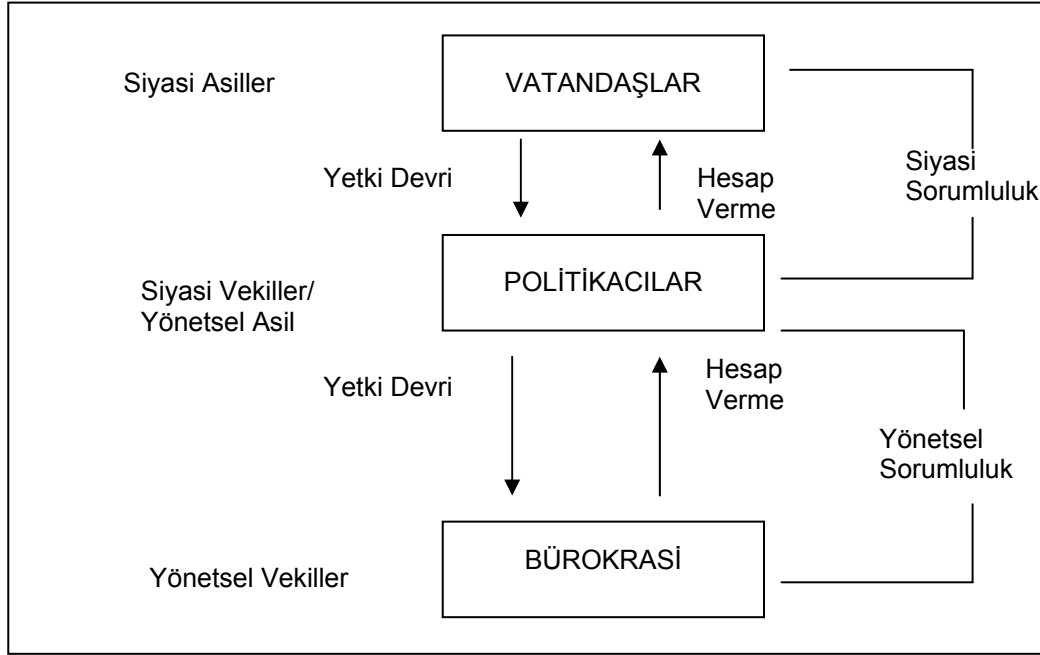 Siyasi Asiller
VATANDAŞLAR
Yetki Devri
Hesap
Verme
Siyasi
Sorumluluk
Siyasi Vekiller/
Yönetsel Asil
POLİTİKACILAR
Yetki Devri
Hesap
Verme
Yönetsel
Sorumluluk
Yönetsel Vekiller
BÜROKRASİ